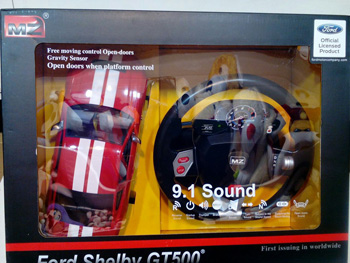 MZ
Free moving control Open-doors
Gravity Sensor
Open doors when platform control
Ford
Official
Licensed
Product
MZ
9.1 Sound
First issuing in worldwide
Ford Shelby GT500®